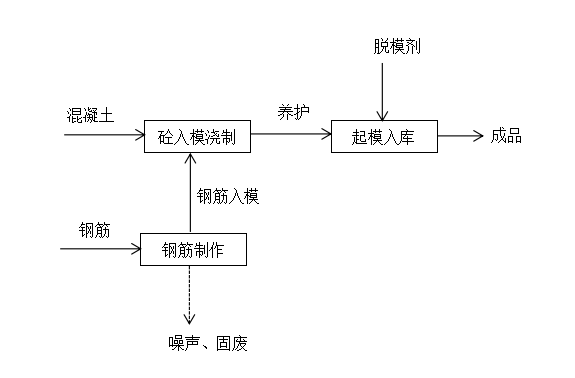 脱模剂
混凝土
砼入模浇制
养护
起模入库
成品
钢筋入模
钢筋
钢筋制作
噪声、固废